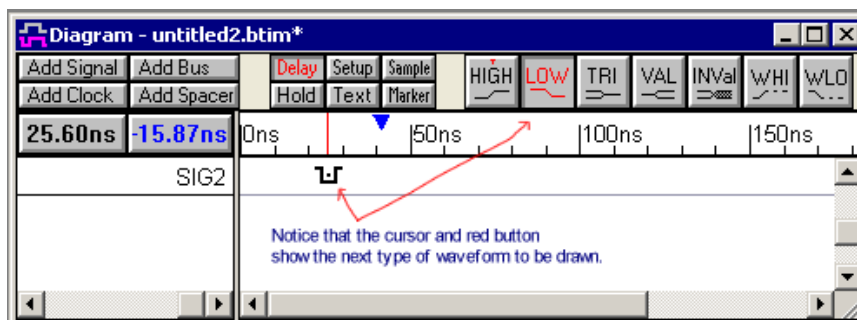 Diagram - untitled2.btim*
Add Signal Add Bus Delay Setup Sample HIGH LOW TRI VAL INVal WHI WLO
Add Clock Add Spacer Hold Text Marker
25.60ns -15.87ns 0ns 50ns 100ns 150ns
SIG2
Notice that the cursor and red button
show the next type of waveform to be drawn.